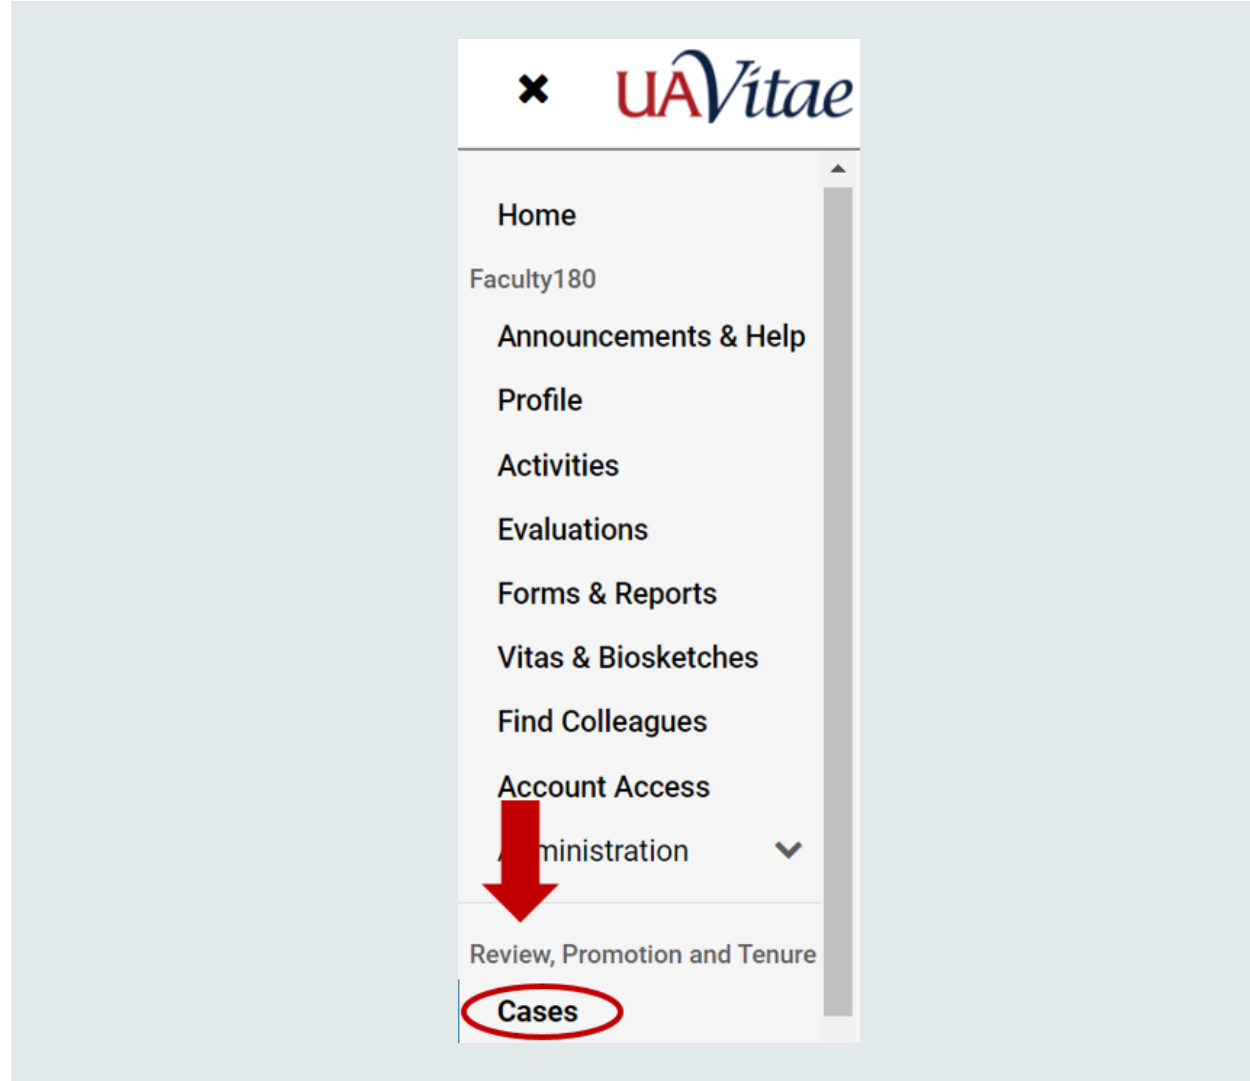 UAVitae
Home
Faculty180
Announcements & Help
Profile
Activities
Evaluations
Forms & Reports
Vitas & Biosketches
Find Colleagues
Account Access
Administration
Review, Promotion and Tenure
Cases